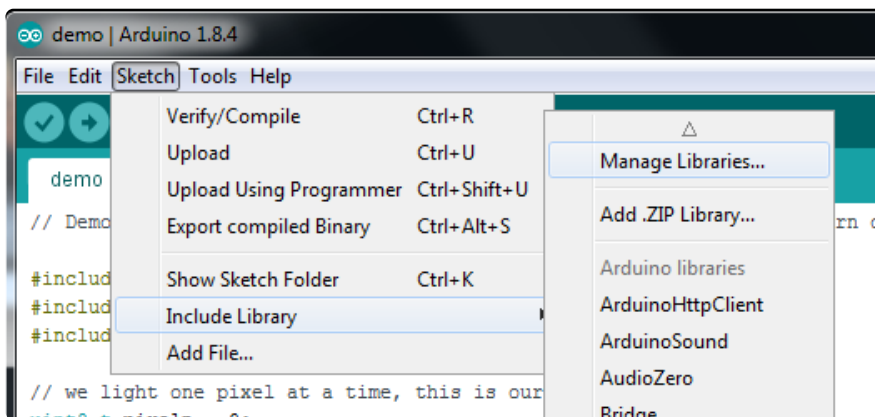 demo | Arduino 1.8.4
File Edit Sketch Tools Help
Verify/Compile Ctrl+R
Upload Ctrl+U
Upload Using Programmer Ctrl+Shift+U
Export compiled Binary Ctrl+Alt+S
Show Sketch Folder Ctrl+K
Include Library
Add File...
Manage Libraries...
Add .ZIP Library...
Arduino libraries
ArduinoHttpClient
ArduinoSound
AudioZero
Bridge
demo
// Demo
#includ
#includ
#includ
// we light one pixel at a time, this is our